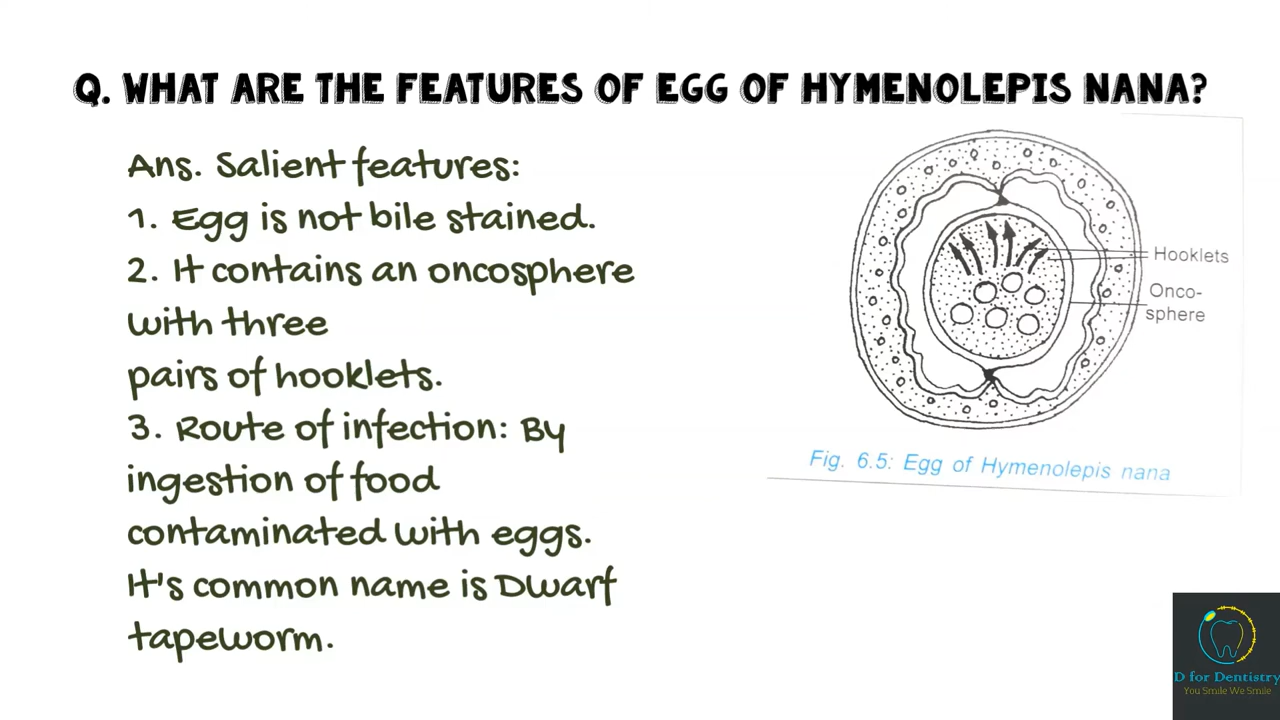 Q. WHAT ARE THE FEATURES OF EGG OF HYMENOLEPIS NANA?
Ans. Salient features:
1. Egg is not bile stained.
2. It contains an oncosphere
with three
pairs of hooklets.
3. Route of infection: By
ingestion of food
contaminated with eggs.
It's common name is Dwarf
tapeworm.
Hooklets
Onco-
sphere
Fig. 6.5: Egg of Hymenolepis nana
D for Dentistry
You Smile We Smile